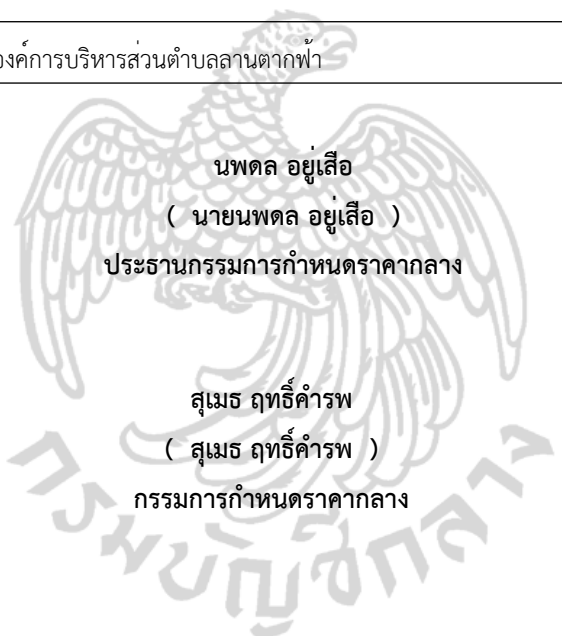 องค์การบริหารส่วนตำบลลานตากฟ้า
นพดล อยู่เสือ
( นายนพดล อยู่เสือ )
ประธานกรรมการกำหนดราคากลาง
สุเมธ ฤทธิ์คำรพ
( สุเมธ ฤทธิ์คำรพ )
กรรมการกำหนดราคากลาง
กรมบัญชีกลาง